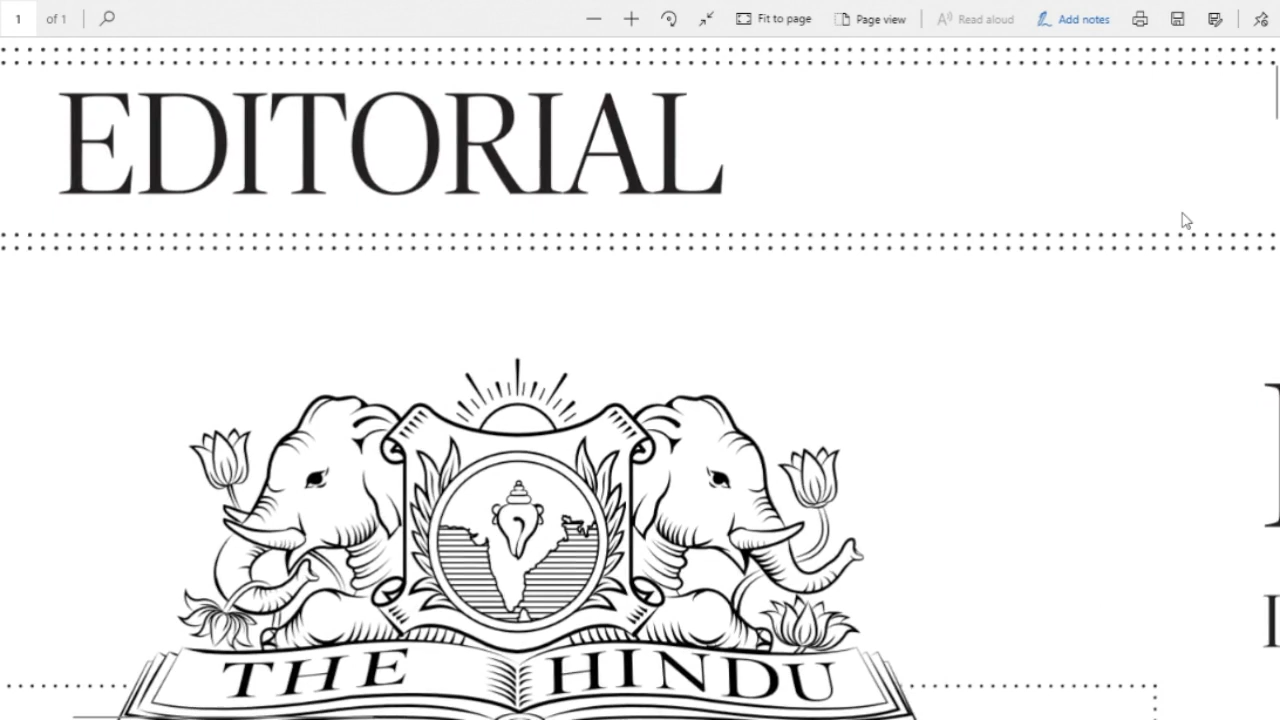 1 of 1 Fit to page Page view Read aloud Add notes
EDITORIAL
THE HINDU